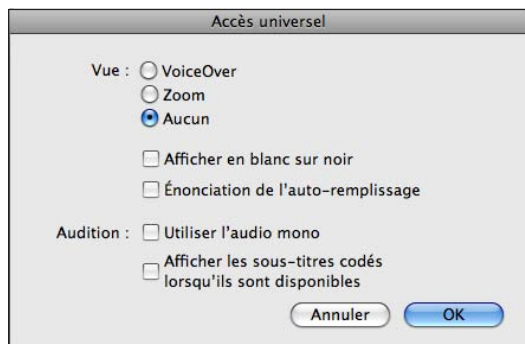 Accès universel
Vue : VoiceOver
Zoom
Aucun
Afficher en blanc sur noir
Énonciation de l'auto-remplissage
Audition : Utiliser l'audio mono
Afficher les sous-titres codés
lorsqu'ils sont disponibles
Annuler OK